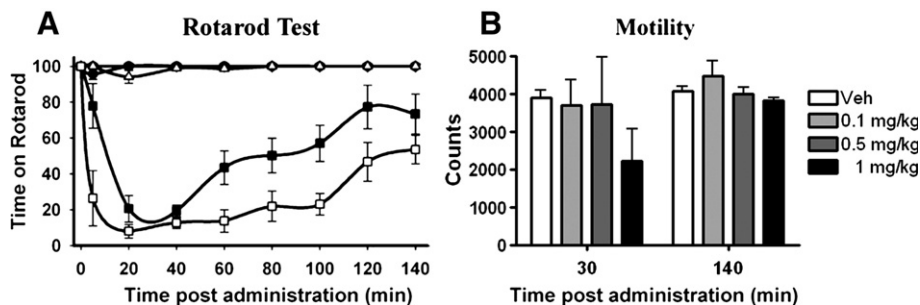 A
Rotarod Test
Time on Rotarod
100
80
60
40
20
0
0 20 40 60 80 100 120 140
Time post administration (min)
B
Motility
Counts
5000
4000
3000
2000
1000
0
30 140
Time post administration (min)
Veh
0.1 mg/kg
0.5 mg/kg
1 mg/kg